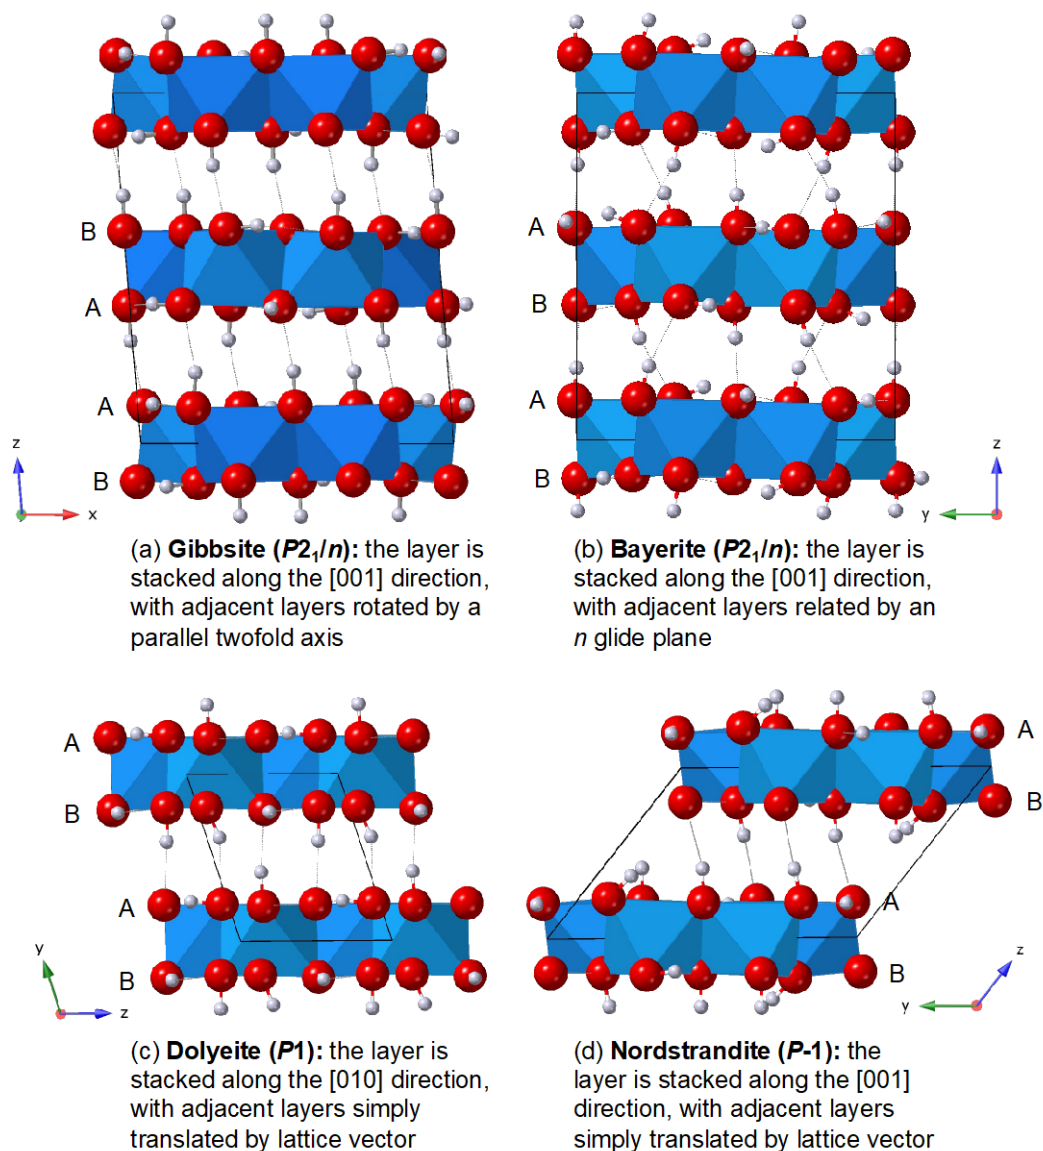 B
A
A
B
z
x
(a) Gibbsite (P2₁/n): the layer is
stacked along the [001] direction,
with adjacent layers rotated by a
parallel twofold axis
A
B
A
B
z
y
(b) Bayerite (P2₁/n): the layer is
stacked along the [001] direction,
with adjacent layers related by an
n glide plane
A
B
A
B
y
z
(c) Dolyeite (P1): the layer is
stacked along the [010] direction,
with adjacent layers simply
translated by lattice vector
A
B
A
B
z
y
(d) Nordstrandite (P-1): the
layer is stacked along the [001]
direction, with adjacent layers
simply translated by lattice vector